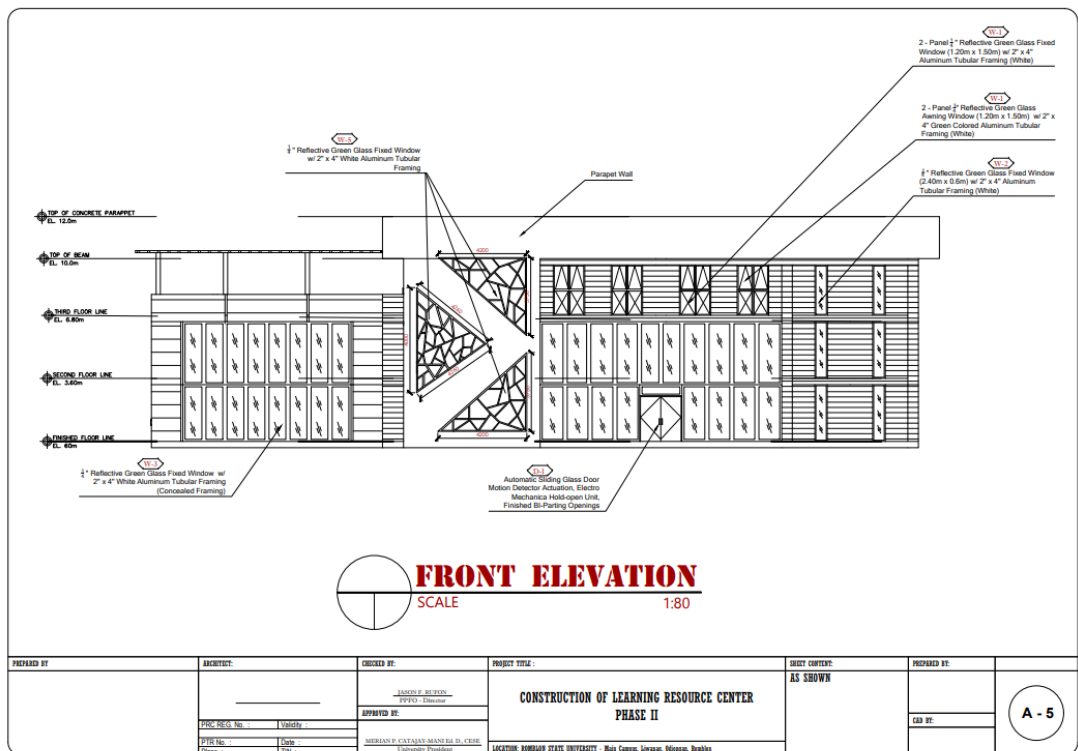 W-1
2 - Panel ¼" Reflective Green Glass Fixed
Window (1.20m x 1.50m) w/ 2" x 4"
Aluminum Tubular Framing (White)
W-1
2 - Panel ¼" Reflective Green Glass
Awning Window (1.20m x 1.50m) w/ 2" x
4" Green Colored Aluminum Tubular
Framing (White)
W-2
¼" Reflective Green Glass Fixed Window
(2.40m x 0.6m) w/ 2" x 4" Aluminum
Tubular Framing (White)
W-5
¼" Reflective Green Glass Fixed Window
w/ 2" x 4" White Aluminum Tubular
Framing
Parapet Wall
TOP OF CONCRETE PARAPPET
EL. 12.0m
TOP OF BEAM
EL. 10.0m
THIRD FLOOR LINE
EL. 6.80m
SECOND FLOOR LINE
EL. 3.60m
FINISHED FLOOR LINE
EL. 60m
4200
4200
W-3
¼" Reflective Green Glass Fixed Window w/
2" x 4" White Aluminum Tubular Framing
(Concealed Framing)
D-1
Automatic Sliding Glass Door
Motion Detector Actuation, Electro
Mechanica Hold-open Unit,
Finished BI-Parting Openings
FRONT ELEVATION
SCALE 1:80
PREPARED BY
ARCHITECT:
PRC REG. No. : Validity :
PTR No. : Date :
CHECKED BY:
JASON F. RUFON
PPFO - Director
APPROVED BY:
MERIAN P. CATAJAY-MANI Ed. D., CESE
University President
PROJECT TITLE :
CONSTRUCTION OF LEARNING RESOURCE CENTER
PHASE II
LOCATION: ROMBLON STATE UNIVERSITY - Main Campus, Liwanag, Odiongan, Romblon
SHEET CONTENT:
AS SHOWN
PREPARED BY:
CAD BY:
A - 5